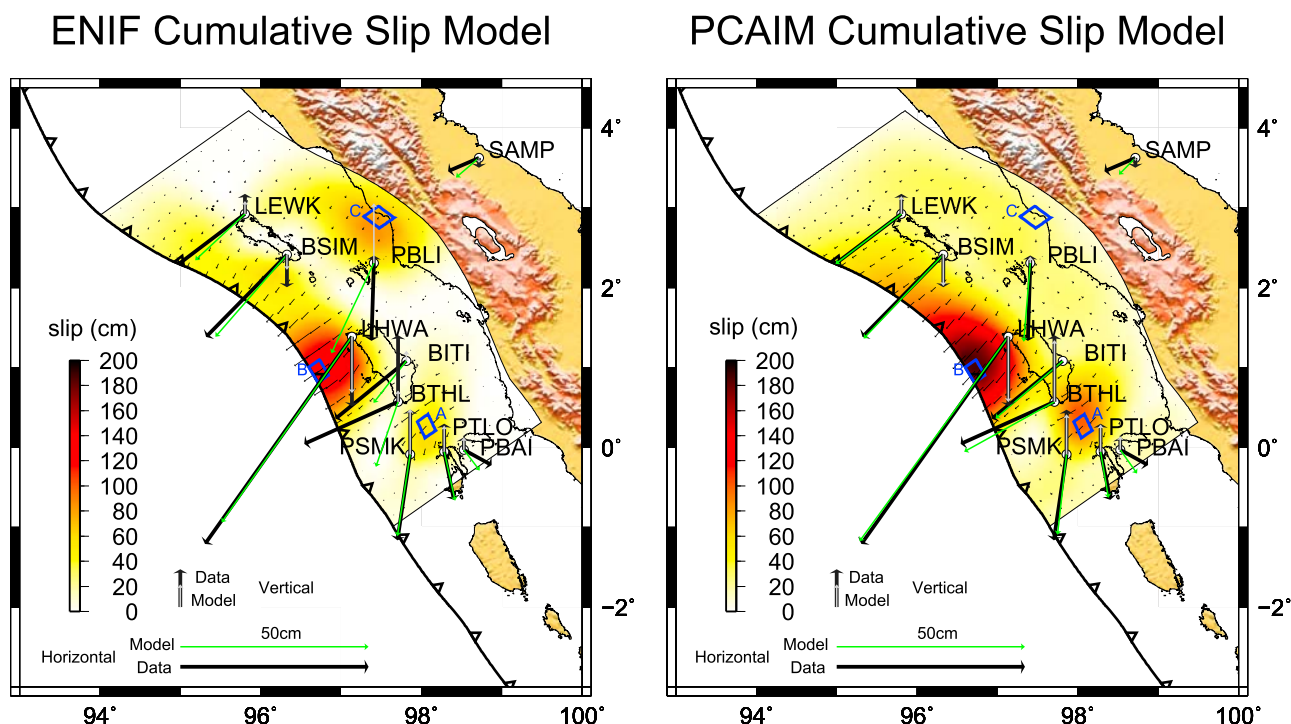 ENIF Cumulative Slip Model
SAMP
4°
LEWK
C
BSIM
PBLI
2°
slip (cm)
LHWA
200
180
160
140
120
100
80
60
40
20
0
B
BITI
BTHL
A
PSMK
PTLO
PBAI
0°
Data
Model
Vertical
−2°
50cm
Horizontal
Model
Data
94°
96°
98°
100°
PCAIM Cumulative Slip Model
SAMP
4°
LEWK
C
BSIM
PBLI
2°
slip (cm)
LHWA
200
180
160
140
120
100
80
60
40
20
0
B
BITI
BTHL
A
PSMK
PTLO
PBAI
0°
Data
Model
Vertical
−2°
50cm
Horizontal
Model
Data
94°
96°
98°
100°